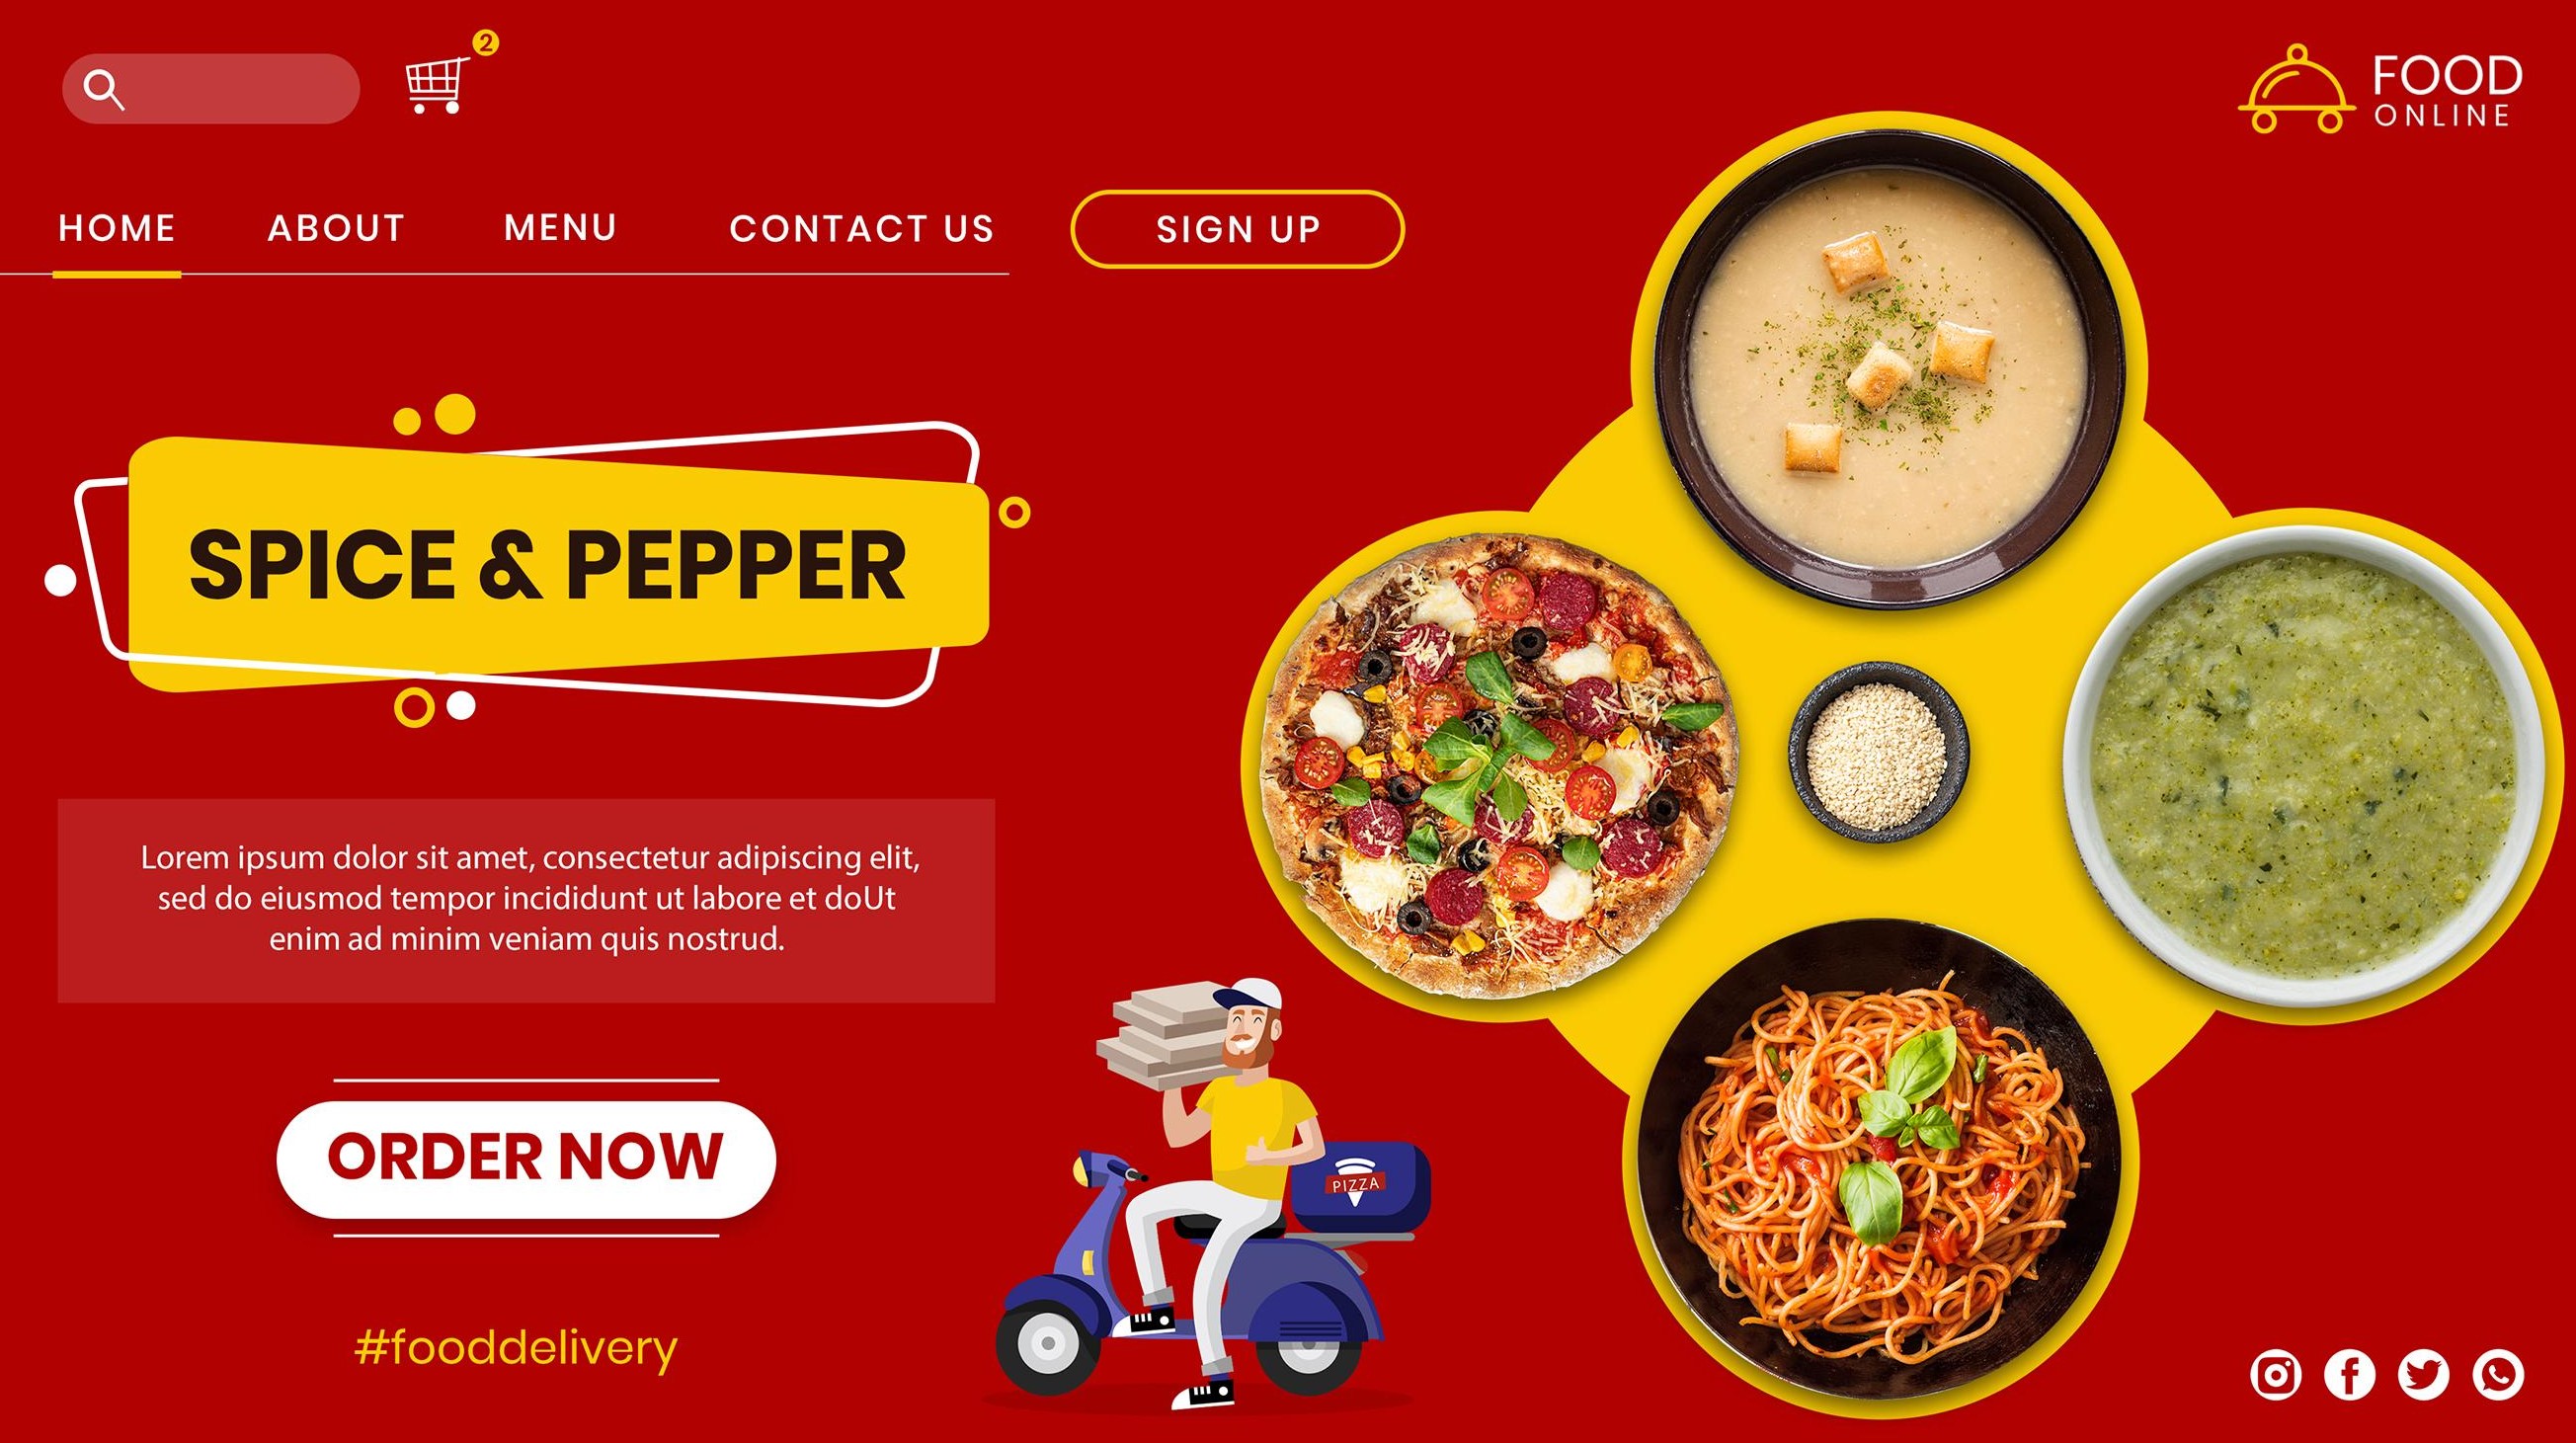 2
FOOD
ONLINE
HOME ABOUT MENU CONTACT US SIGN UP
SPICE & PEPPER
Lorem ipsum dolor sit amet, consectetur adipiscing elit,
sed do eiusmod tempor incididunt ut labore et doUt
enim ad minim veniam quis nostrud.
ORDER NOW
PIZZA
#fooddelivery